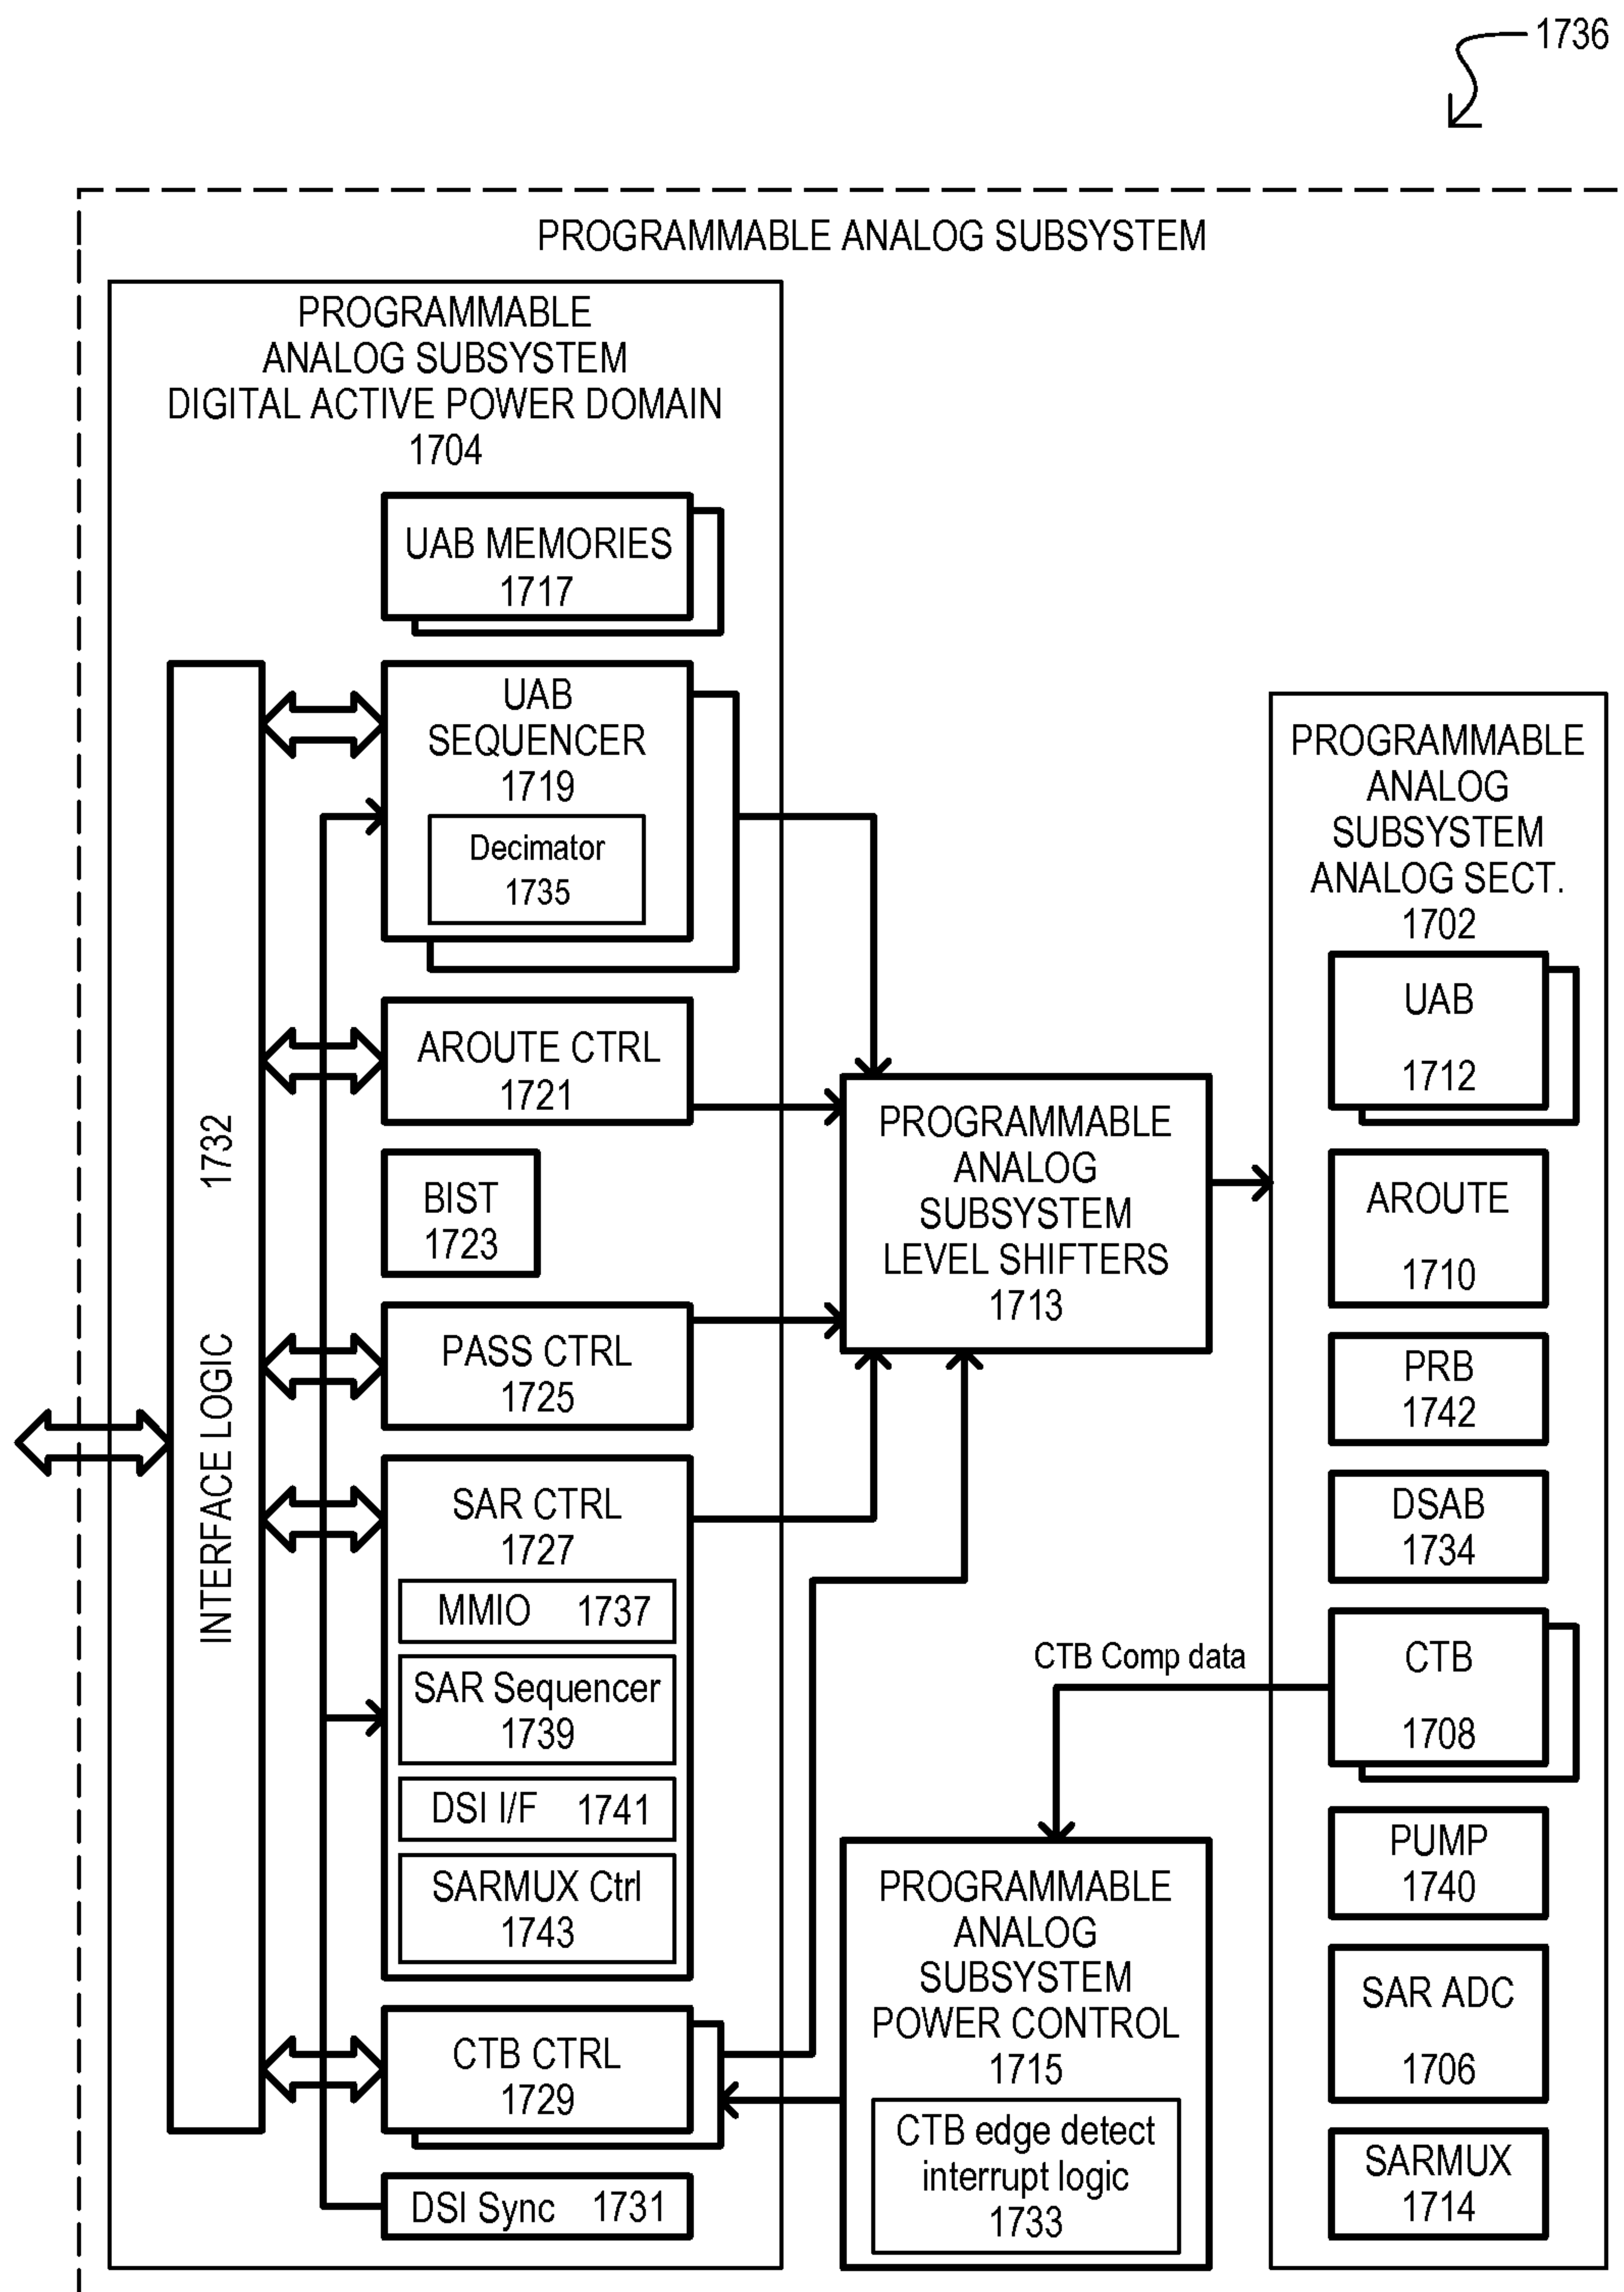 1736
PROGRAMMABLE ANALOG SUBSYSTEM
PROGRAMMABLE
ANALOG SUBSYSTEM
DIGITAL ACTIVE POWER DOMAIN
1704
UAB MEMORIES
1717
INTERFACE LOGIC 1732
UAB
SEQUENCER
1719
Decimator
1735
AROUTE CTRL
1721
BIST
1723
PASS CTRL
1725
SAR CTRL
1727
MMIO 1737
SAR Sequencer
1739
DSI I/F 1741
SARMUX Ctrl
1743
CTB CTRL
1729
DSI Sync 1731
PROGRAMMABLE
ANALOG
SUBSYSTEM
LEVEL SHIFTERS
1713
CTB Comp data
PROGRAMMABLE
ANALOG
SUBSYSTEM
POWER CONTROL
1715
CTB edge detect
interrupt logic
1733
PROGRAMMABLE
ANALOG
SUBSYSTEM
ANALOG SECT.
1702
UAB
1712
AROUTE
1710
PRB
1742
DSAB
1734
CTB
1708
PUMP
1740
SAR ADC
1706
SARMUX
1714